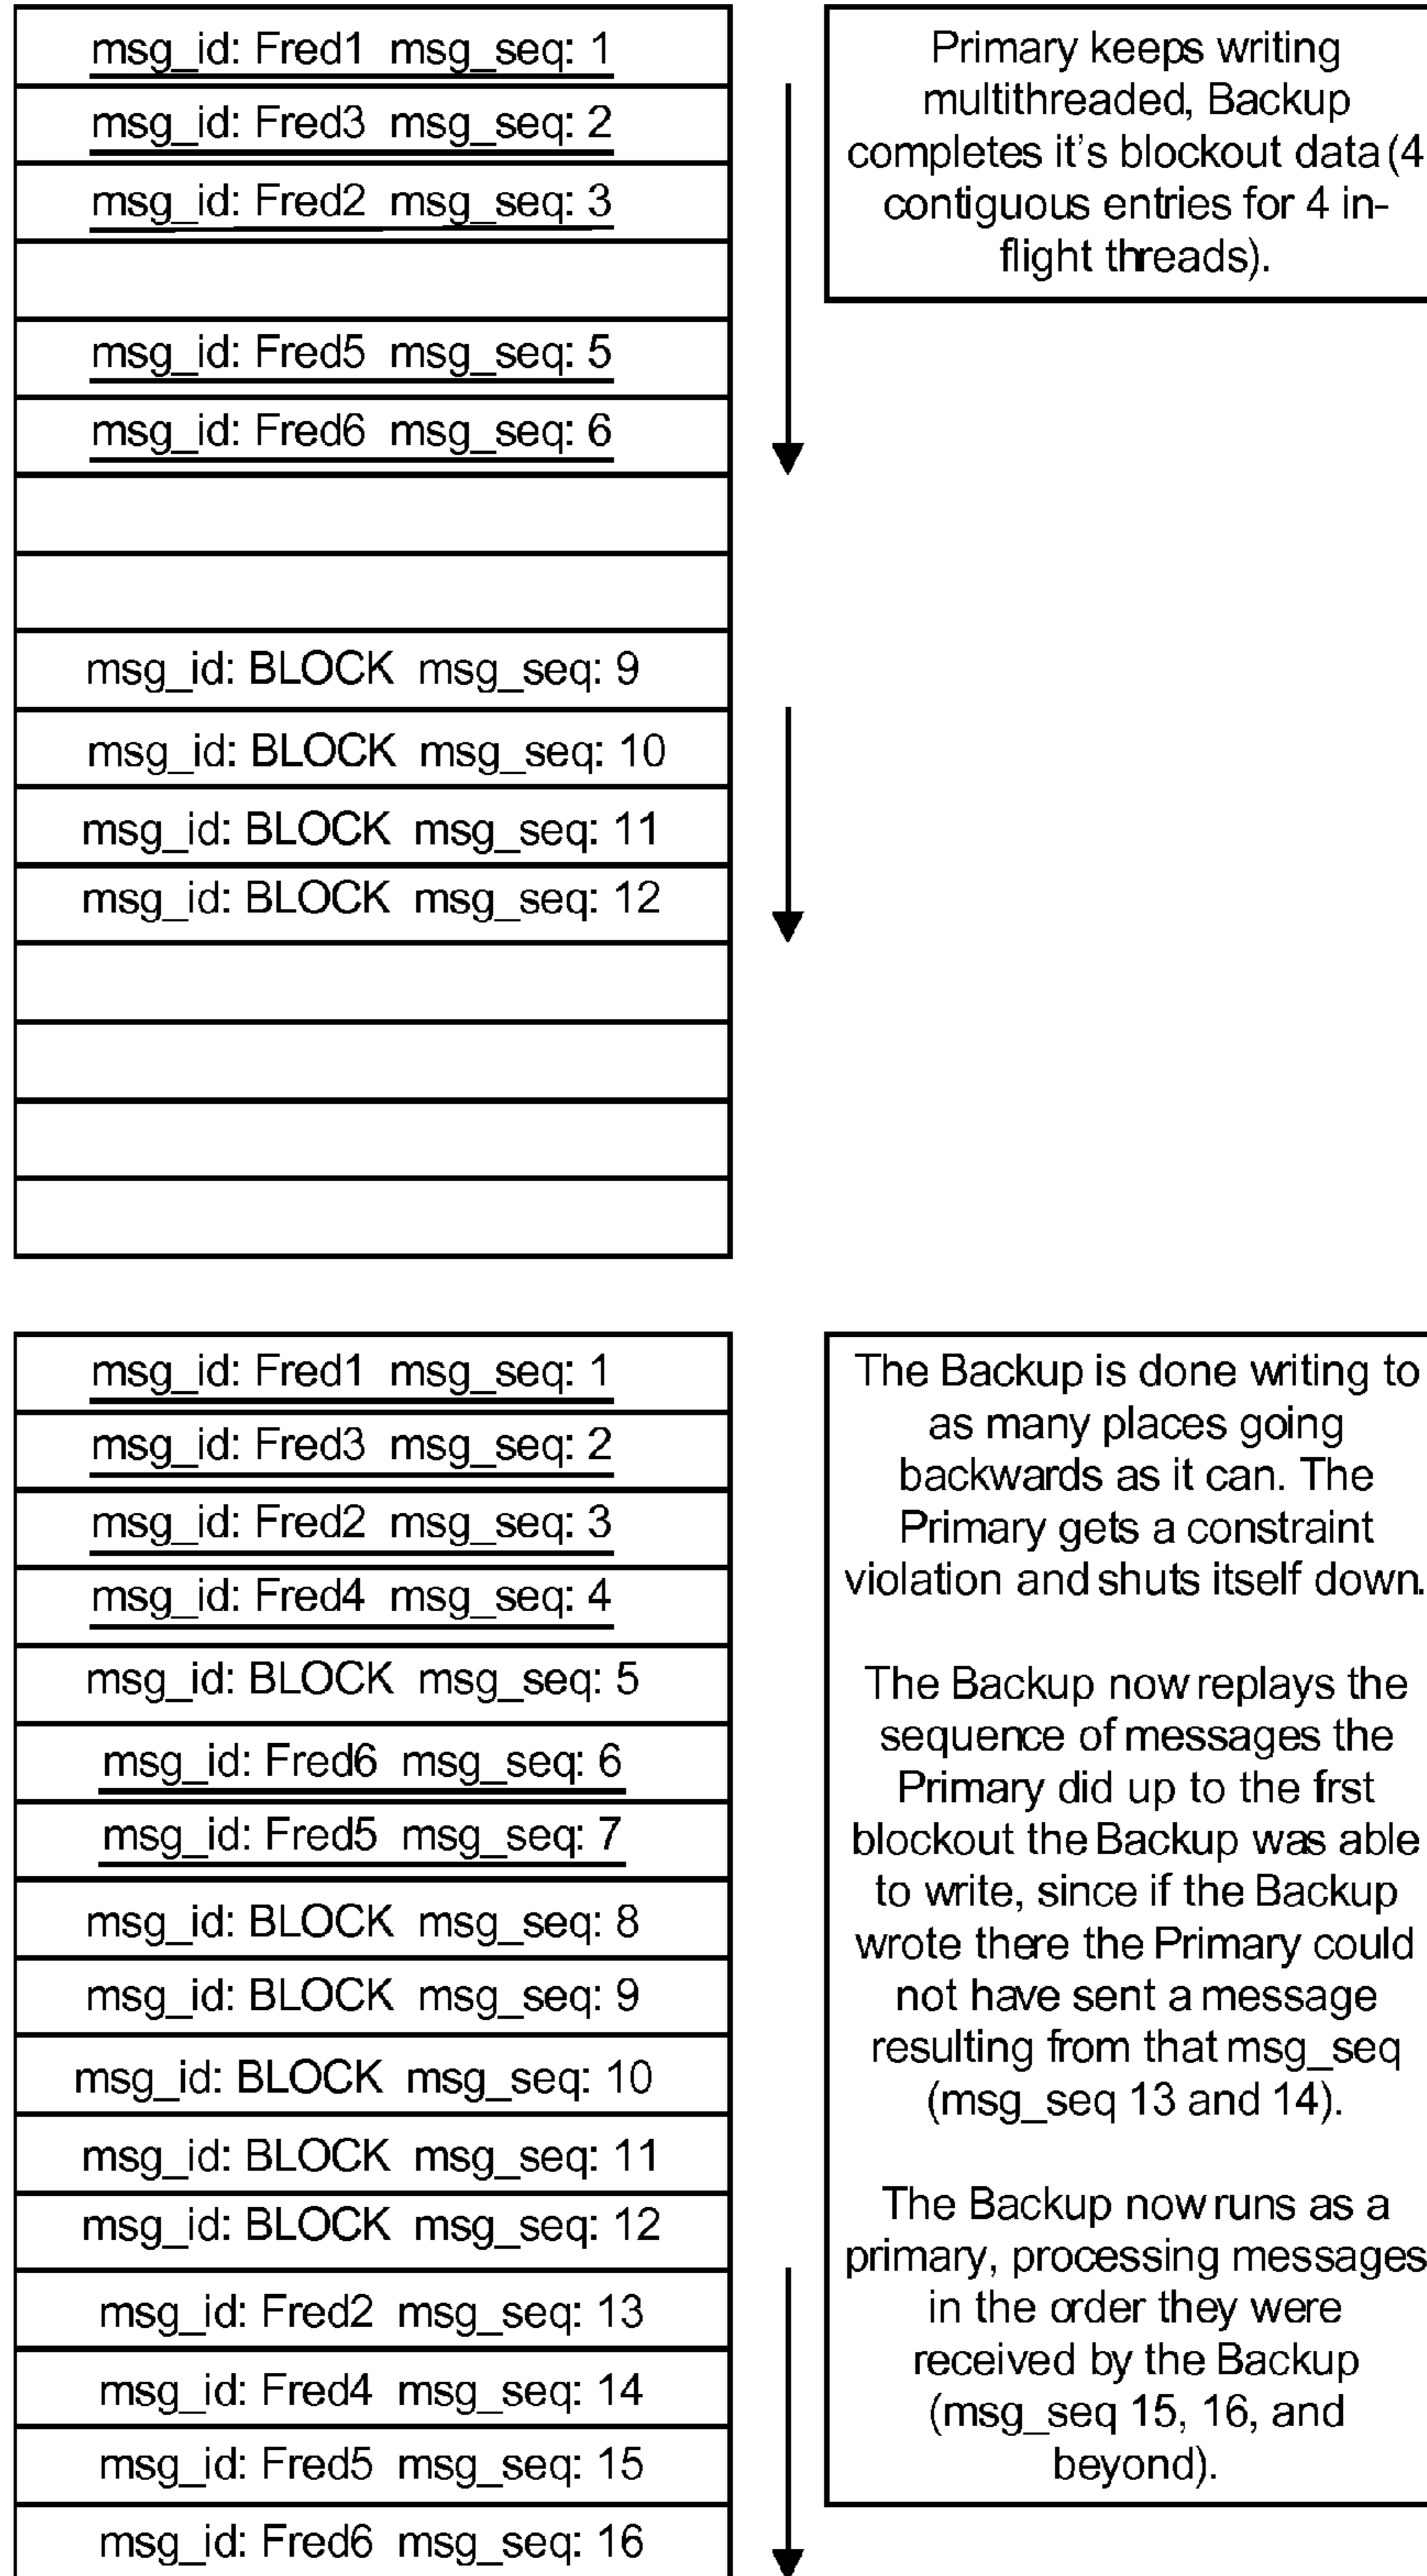 msg_id: Fred1 msg_seq: 1
msg_id: Fred3 msg_seq: 2
msg_id: Fred2 msg_seq: 3
msg_id: Fred5 msg_seq: 5
msg_id: Fred6 msg_seq: 6
msg_id: BLOCK msg_seq: 9
msg_id: BLOCK msg_seq: 10
msg_id: BLOCK msg_seq: 11
msg_id: BLOCK msg_seq: 12
Primary keeps writing
multithreaded, Backup
completes it's blockout data (4
contiguous entries for 4 in-
flight threads).
msg_id: Fred1 msg_seq: 1
msg_id: Fred3 msg_seq: 2
msg_id: Fred2 msg_seq: 3
msg_id: Fred4 msg_seq: 4
msg_id: BLOCK msg_seq: 5
msg_id: Fred6 msg_seq: 6
msg_id: Fred5 msg_seq: 7
msg_id: BLOCK msg_seq: 8
msg_id: BLOCK msg_seq: 9
msg_id: BLOCK msg_seq: 10
msg_id: BLOCK msg_seq: 11
msg_id: BLOCK msg_seq: 12
msg_id: Fred2 msg_seq: 13
msg_id: Fred4 msg_seq: 14
msg_id: Fred5 msg_seq: 15
msg_id: Fred6 msg_seq: 16
The Backup is done writing to
as many places going
backwards as it can. The
Primary gets a constraint
violation and shuts itself down.
The Backup now replays the
sequence of messages the
Primary did up to the frst
blockout the Backup was able
to write, since if the Backup
wrote there the Primary could
not have sent a message
resulting from that msg_seq
(msg_seq 13 and 14).
The Backup now runs as a
primary, processing messages
in the order they were
received by the Backup
(msg_seq 15, 16, and
beyond).